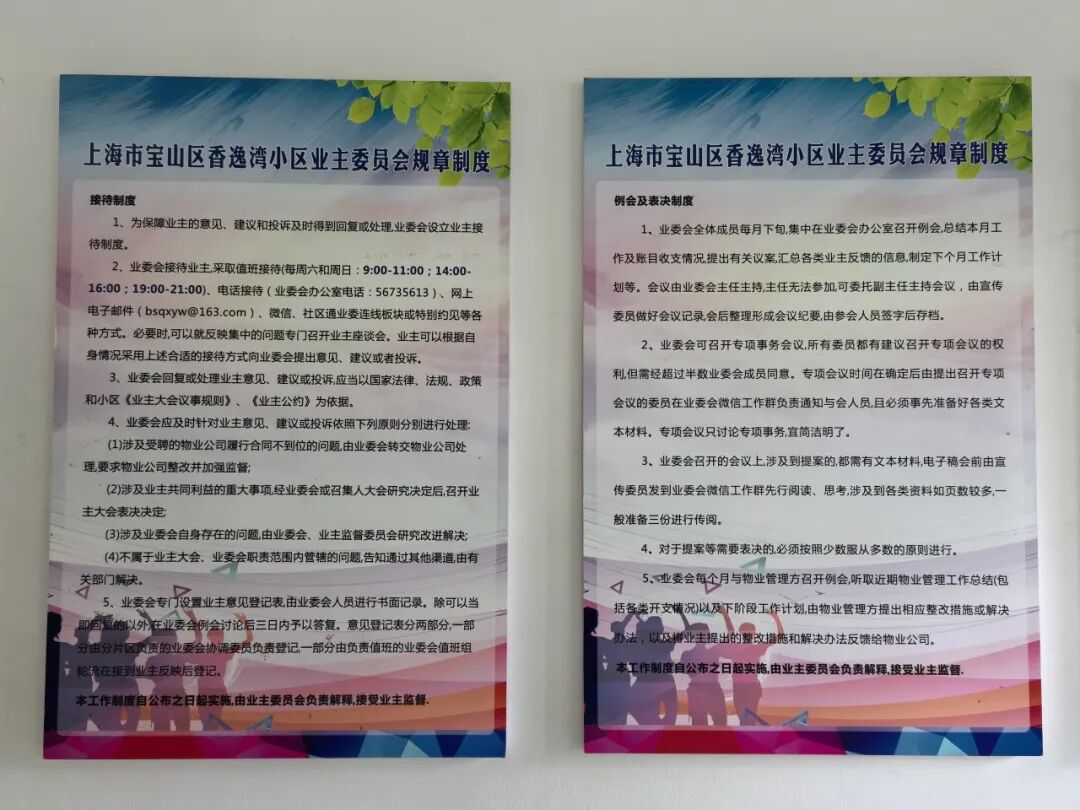 上海市宝山区香逸湾小区业主委员会规章制度
接待制度
1、为保障业主的意见、建议和投诉及时得到回复或处理,业委会设立业主接
待制度。
2、业委会接待业主,采取值班接待(每周六和周日：9:00-11:00；14:00-
16:00；19:00-21:00)、电话接待（业委会办公室电话：56735613）、网上
电子邮件（bsqxyw@163.com）、微信、社区通业委连线板块或特别约见等各
种方式。必要时,可以就反映集中的问题专门召开业主座谈会。业主可以根据自
身情况采用上述合适的接待方式向业委会提出意见、建议或者投诉。
3、业委会回复或处理业主意见、建议或投诉,应当以国家法律、法规、政策
和小区《业主大会议事规则》、《业主公约》为依据。
4、业委会应及时针对业主意见、建议或投诉依照下列原则分别进行处理:
(1)涉及受聘的物业公司履行合同不到位的问题,由业委会转交物业公司处
理,要求物业公司整改并加强监督;
(2)涉及业主共同利益的重大事项,经业委会或召集人大会研究决定后,召开业
主大会表决决定;
(3)涉及业委会自身存在的问题,由业委会、业主监督委员会研究改进解决;
(4)不属于业主大会、业委会职责范围内管辖的问题,告知通过其他渠道,由有
关部门解决。
5、业委会专门设置业主意见登记表,由业委会人员进行书面记录。除可以当
即回复的以外,在业委会例会讨论后三日内予以答复。意见登记表分两部分,一部
分由分片区负责的业委会协调委员负责登记,一部分由负责值班的业委会值班组
轮流在接到业主反映后登记。
本工作制度自公布之日起实施,由业主委员会负责解释,接受业主监督.
上海市宝山区香逸湾小区业主委员会规章制度
例会及表决制度
1、业委会全体成员每月下旬,集中在业委会办公室召开例会,总结本月工
作及账目收支情况,提出有关议案,汇总各类业主反馈的信息,制定下个月工作计
划等。会议由业委会主任主持,主任无法参加,可委托副主任主持会议，由宣传
委员做好会议记录,会后整理形成会议纪要,由参会人员签字后存档。
2、业委会可召开专项事务会议,所有委员都有建议召开专项会议的权
利,但需经超过半数业委会成员同意。专项会议时间在确定后由提出召开专项
会议的委员在业委会微信工作群负责通知与会人员,且必须事先准备好各类文
本材料。专项会议只讨论专项事务,宜简洁明了。
3、业委会召开的会议上,涉及到提案的,都需有文本材料,电子稿会前由宣
传委员发到业委会微信工作群先行阅读、思考,涉及到各类资料如页数较多,一
般准备三份进行传阅。
4、对于提案等需要表决的,必须按照少数服从多数的原则进行。
5、业委会每个月与物业管理方召开例会,听取近期物业管理工作总结(包
括各类开支情况)以及下阶段工作计划,由物业管理方提出相应整改措施或解决
办法，以及将业主提出的整改措施和解决办法反馈给物业公司。
本工作制度自公布之日起实施,由业主委员会负责解释,接受业主监督.